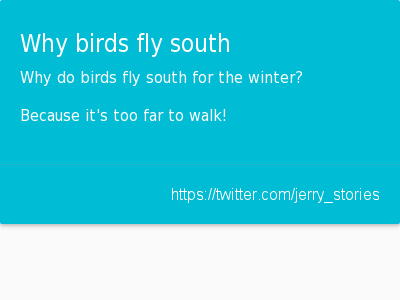 Why birds fly south
Why do birds fly south for the winter?
Because it's too far to walk!
https://twitter.com/jerry_stories